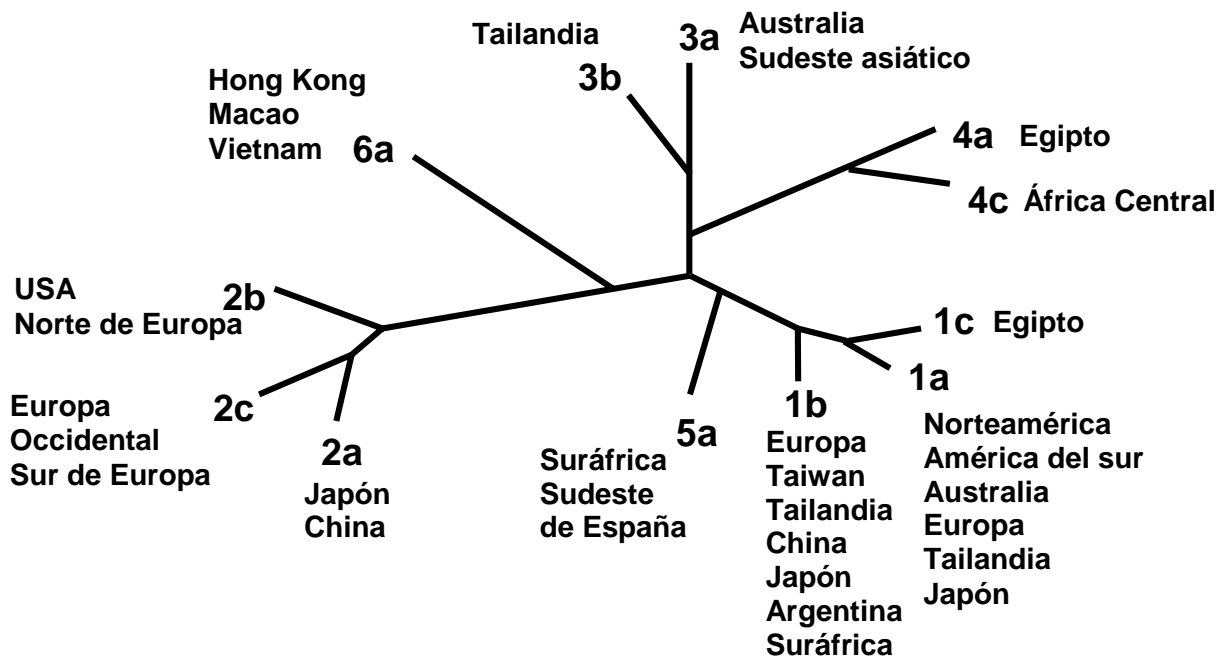 Tailandia
3b
3a
Australia
Sudeste asiático
Hong Kong
Macao
Vietnam
6a
4a Egipto
4c África Central
USA
Norte de Europa
2b
Europa
Occidental
Sur de Europa
2c
2a
Japón
China
5a
Suráfrica
Sudeste
de España
1b
Europa
Taiwan
Tailandia
China
Japón
Argentina
Suráfrica
1c Egipto
1a
Norteamérica
América del sur
Australia
Europa
Tailandia
Japón